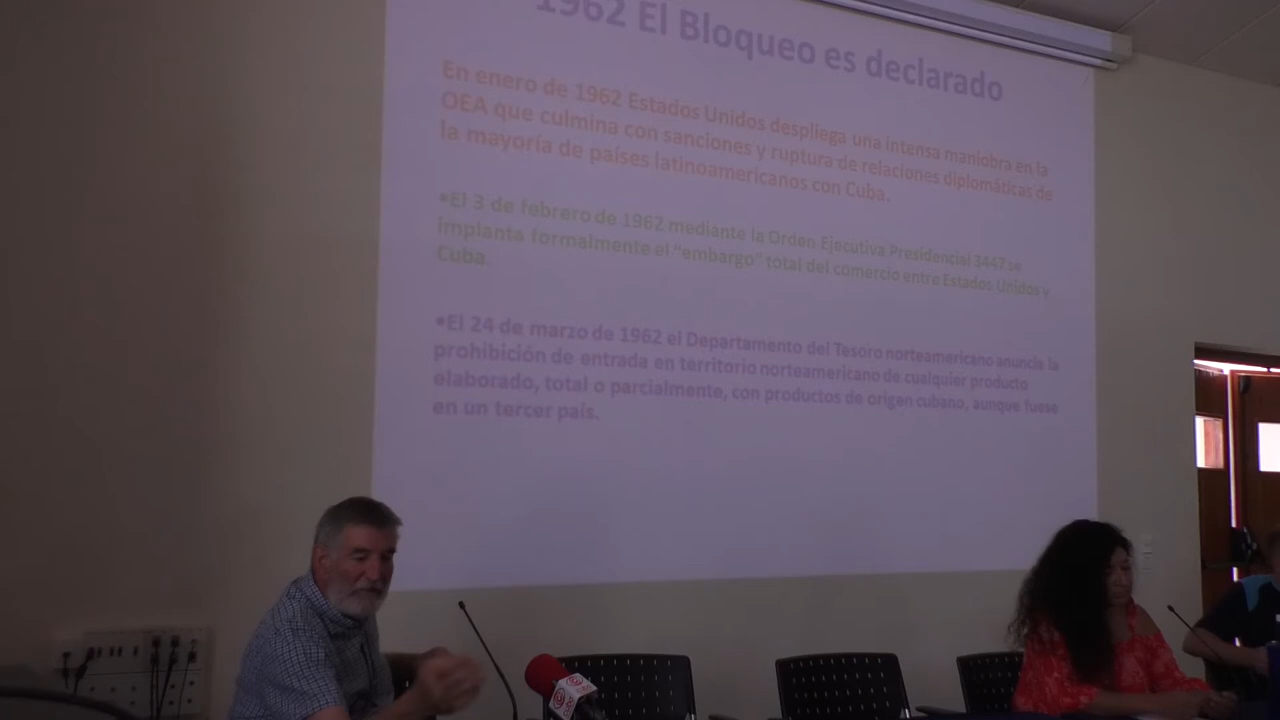 1962 El Bloqueo es declarado
En enero de 1962 Estados Unidos despliega una intensa maniobra en la
OEA que culmina con sanciones y ruptura de relaciones diplomáticas de
la mayoría de países latinoamericanos con Cuba.
•El 3 de febrero de 1962 mediante la Orden Ejecutiva Presidencial 3447 se
implanta formalmente el "embargo" total del comercio entre Estados Unidos y
Cuba.
•El 24 de marzo de 1962 el Departamento del Tesoro norteamericano anuncia la
prohibición de entrada en territorio norteamericano de cualquier producto
elaborado, total o parcialmente, con productos de origen cubano, aunque fuese
en un tercer país.